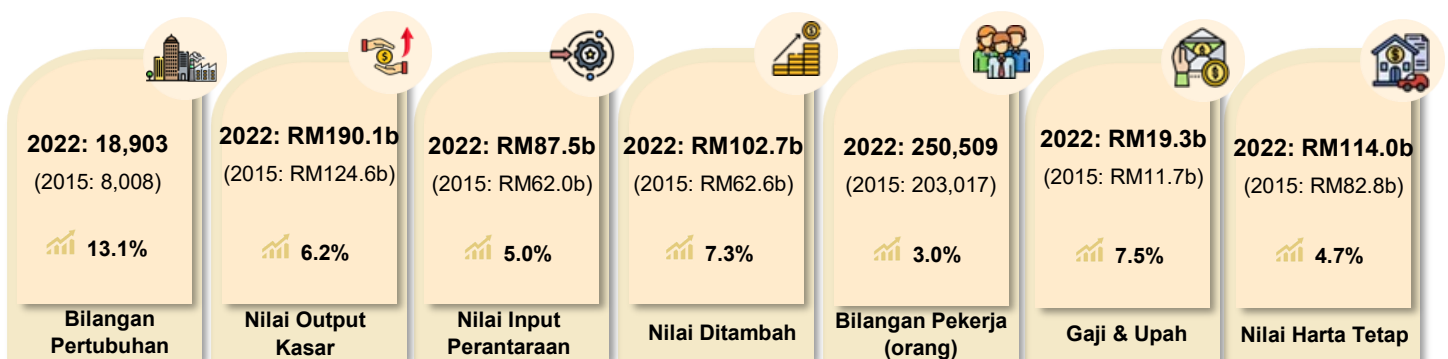 2022: 18,903
(2015: 8,008)
13.1%
Bilangan
Pertubuhan
2022: RM190.1b
(2015: RM124.6b)
6.2%
Nilai Output
Kasar
2022: RM87.5b
(2015: RM62.0b)
5.0%
Nilai Input
Perantaraan
2022: RM102.7b
(2015: RM62.6b)
7.3%
Nilai Ditambah
2022: 250,509
(2015: 203,017)
3.0%
Bilangan Pekerja
(orang)
2022: RM19.3b
(2015: RM11.7b)
7.5%
Gaji & Upah
2022: RM114.0b
(2015: RM82.8b)
4.7%
Nilai Harta Tetap